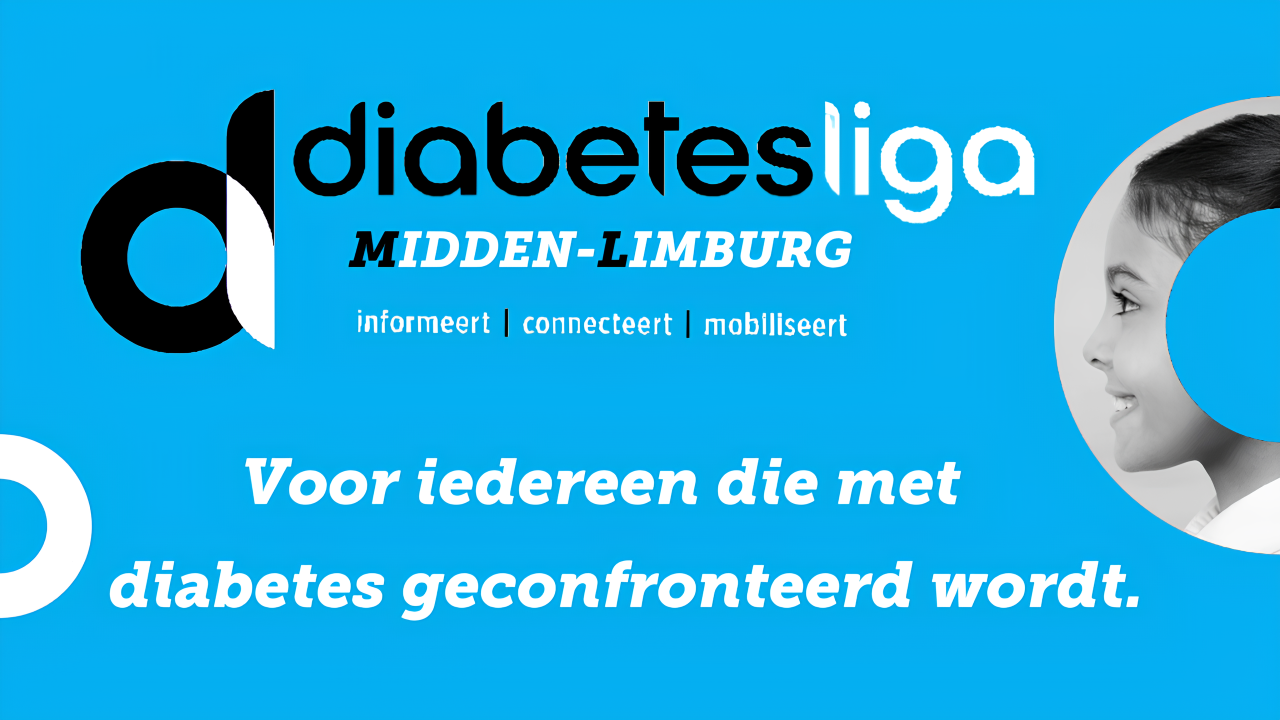 diabetesliga
MIDDEN-LIMBURG
informeert | connecteert | mobiliseert
Voor iedereen die met
diabetes geconfronteerd wordt.